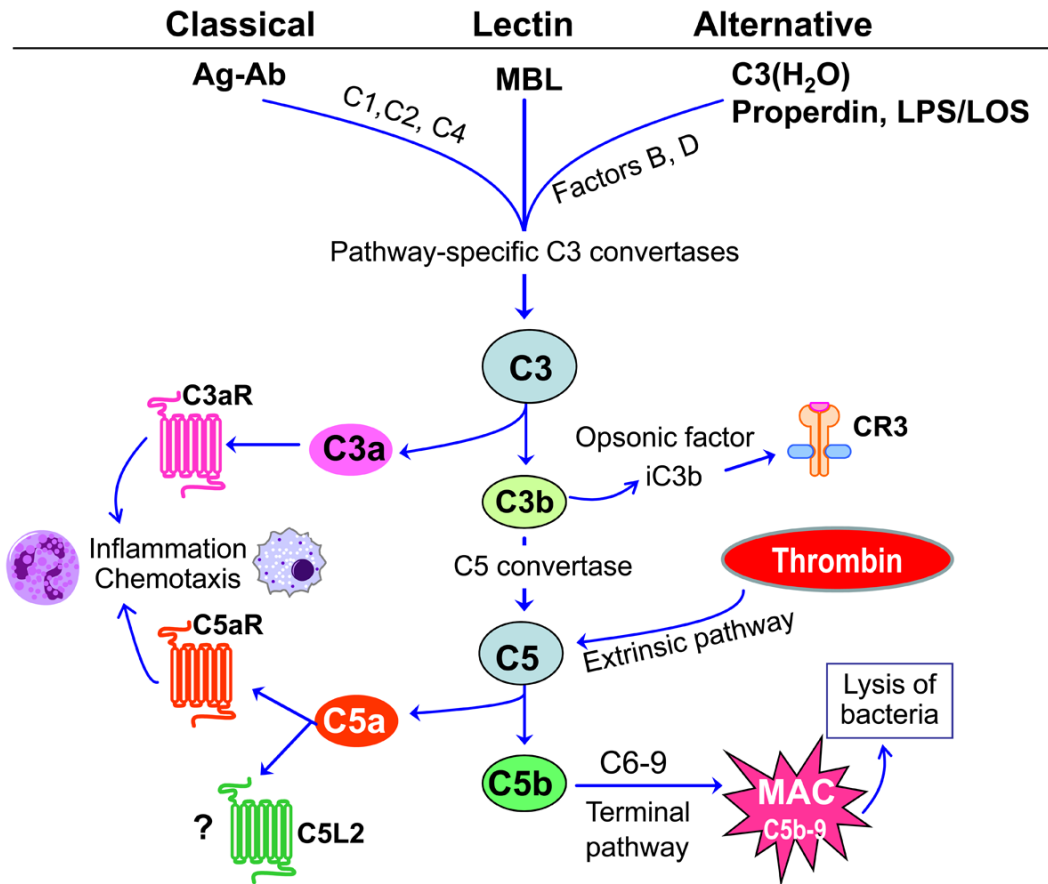 Classical
Lectin
Alternative
Ag-Ab
MBL
C3(H₂O)
Properdin, LPS/LOS
C1,C2, C4
Factors B, D
Pathway-specific C3 convertases
C3
C3aR
C3a
Opsonic factor
iC3b
CR3
C3b
Inflammation
Chemotaxis
C5 convertase
Thrombin
C5aR
C5
Extrinsic pathway
C5a
Lysis of
bacteria
C5b
C6-9
Terminal
pathway
MAC
C5b-9
?
C5L2